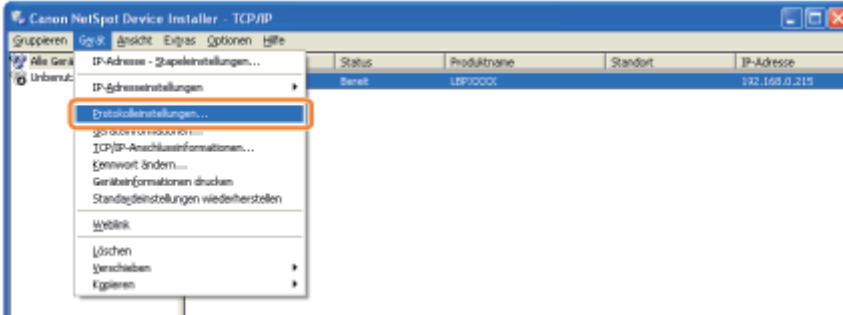 Canon NetSpot Device Installer - TCP/IP
Gruppieren Gerät Ansicht Extras Optionen Hilfe
Alle Gerä Status Produktname Standort IP-Adresse
Unbenut Bereit LBPXXXX 192.168.0.215
IP-Adresse - Stapeleinstellungen...
IP-Adresseinstellungen
Protokolleinstellungen...
Geräteinformationen...
TCP/IP-Anschlussinformationen...
Kennwort ändern...
Geräteinformationen drucken
Standardeinstellungen wiederherstellen
Weblink
Löschen
Verschieben
Kopieren